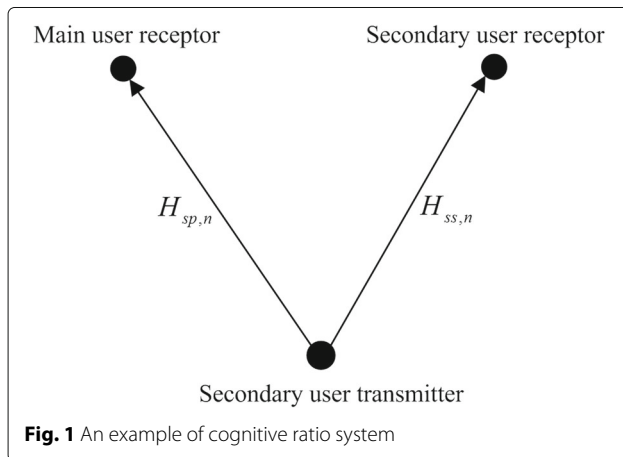 Main user receptor
Secondary user receptor
H_{sp,n}
H_{ss,n}
Secondary user transmitter
Fig. 1 An example of cognitive ratio system